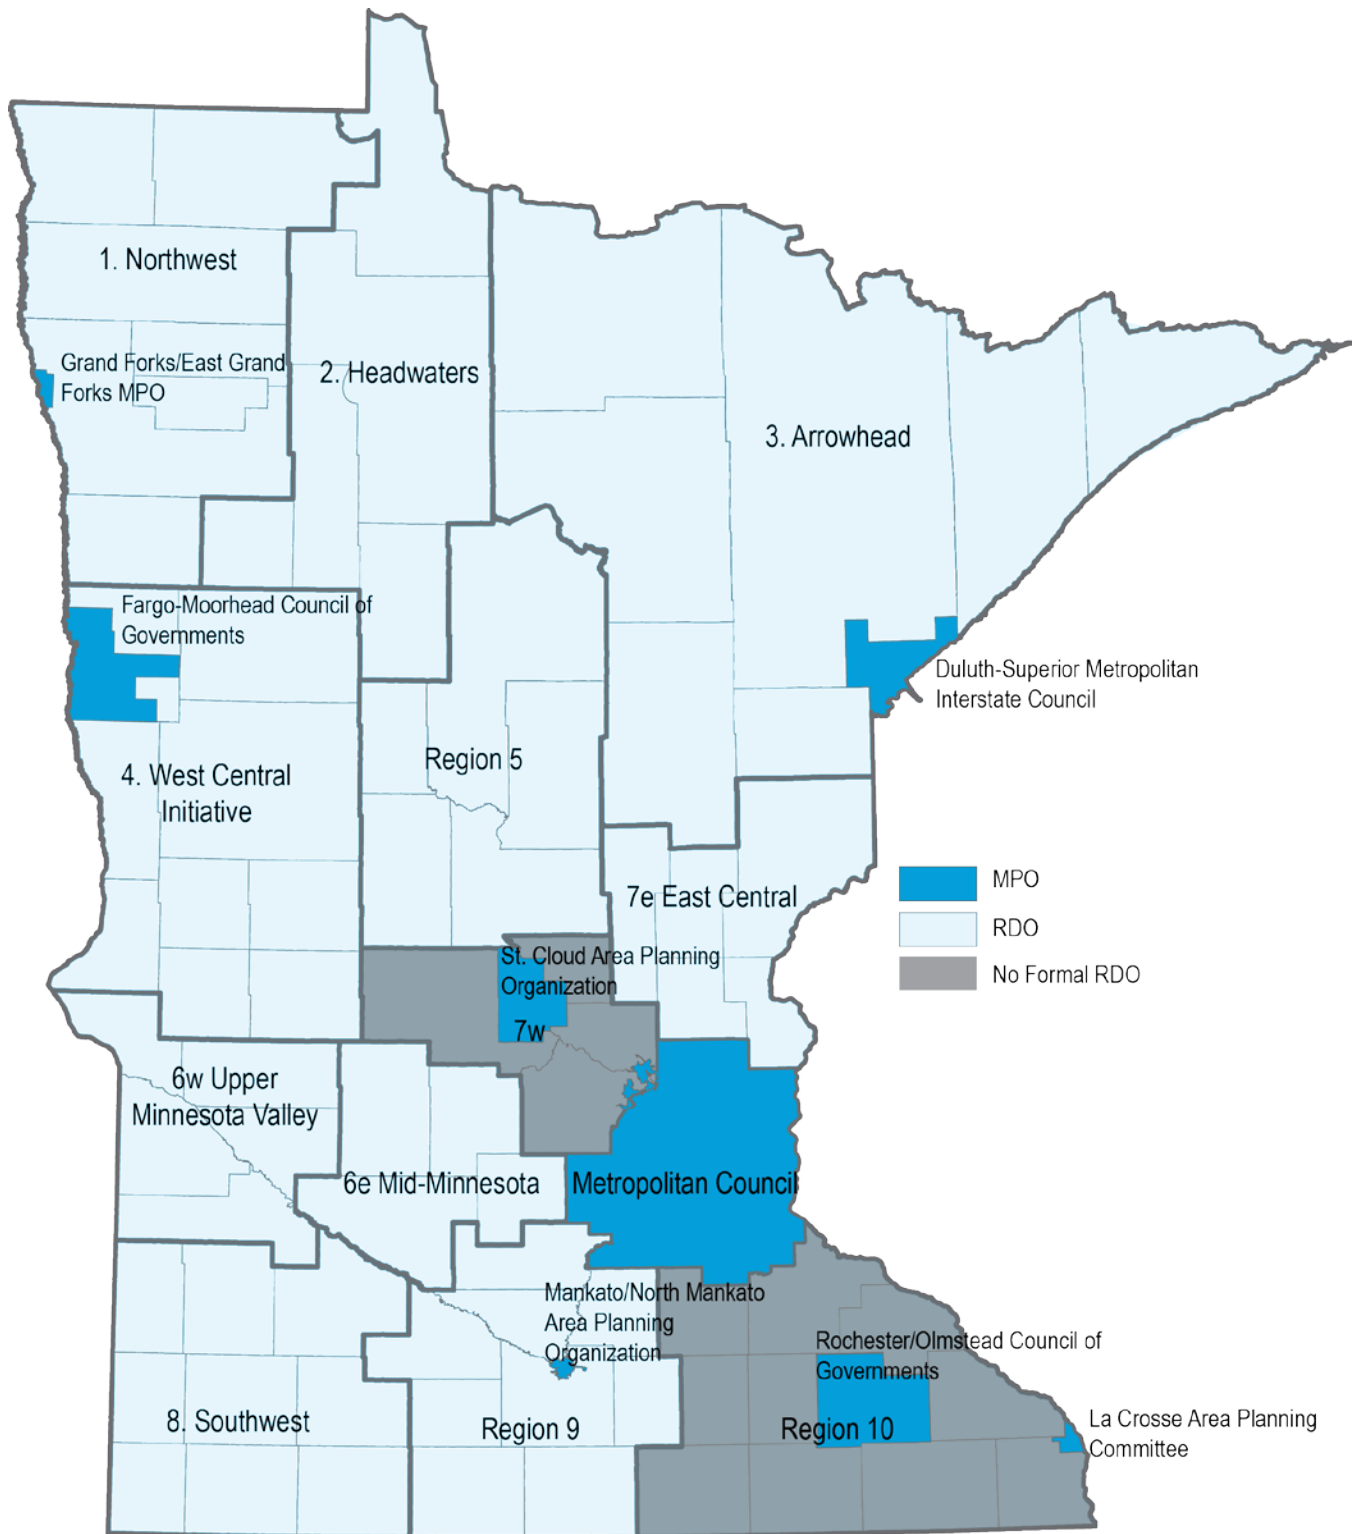 1. Northwest
Grand Forks/East Grand
Forks MPO
2. Headwaters
3. Arrowhead
Fargo-Moorhead Council of
Governments
Duluth-Superior Metropolitan
Interstate Council
Region 5
4. West Central
Initiative
7e East Central
MPO
RDO
No Formal RDO
St. Cloud Area Planning
Organization
7w
6w Upper
Minnesota Valley
6e Mid-Minnesota
Metropolitan Council
Mankato/North Mankato
Area Planning
Organization
Rochester/Olmstead Council of
Governments
8. Southwest
Region 9
Region 10
La Crosse Area Planning
Committee